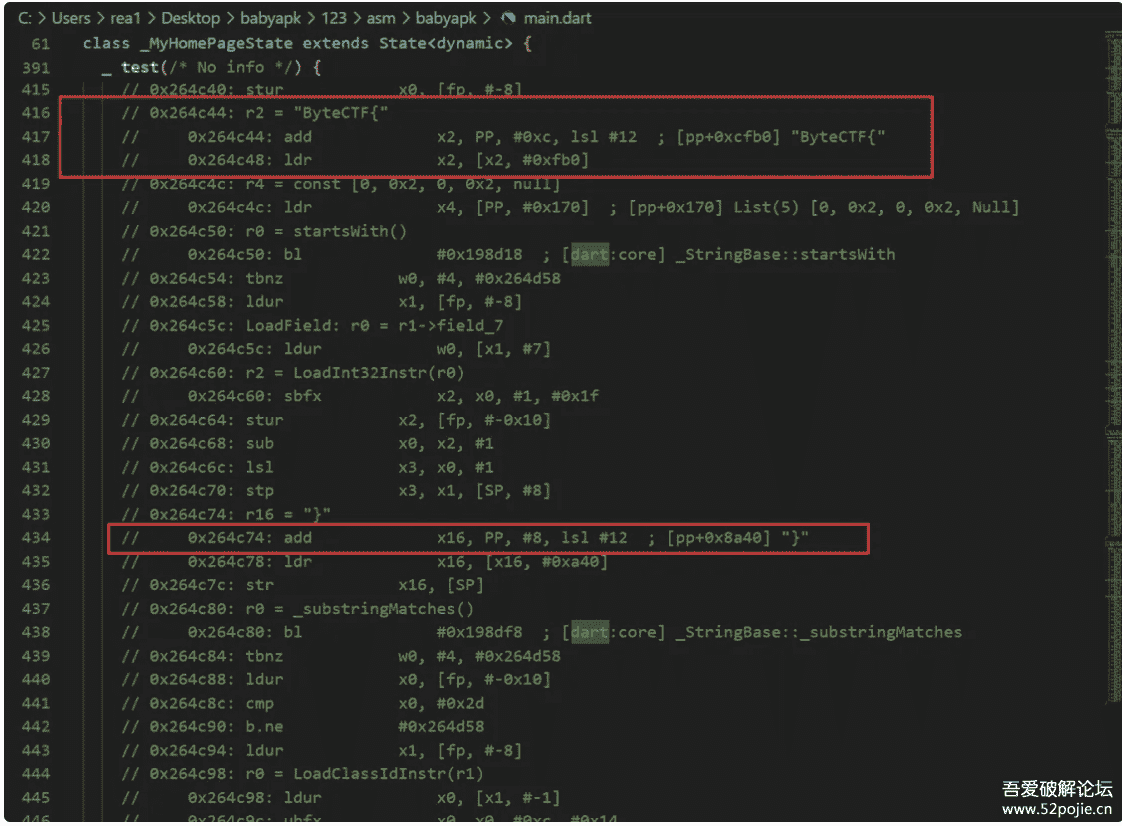 C: > Users > rea1 > Desktop > babyapk > 123 > asm > babyapk > main.dart
61 class _MyHomePageState extends State<dynamic> {
391 _ test(/* No info */) {
415 // 0x264c40: stur x0, [fp, #-8]
416 // 0x264c44: r2 = "ByteCTF{"
417 // 0x264c44: add x2, PP, #0xc, lsl #12 ; [pp+0xcfb0] "ByteCTF{"
418 // 0x264c48: ldr x2, [x2, #0xfb0]
419 // 0x264c4c: r4 = const [0, 0x2, 0, 0x2, null]
420 // 0x264c4c: ldr x4, [PP, #0x170] ; [pp+0x170] List(5) [0, 0x2, 0, 0x2, Null]
421 // 0x264c50: r0 = startsWith()
422 // 0x264c50: bl #0x198d18 ; [dart:core] _StringBase::startsWith
423 // 0x264c54: tbnz w0, #4, #0x264d58
424 // 0x264c58: ldur x1, [fp, #-8]
425 // 0x264c5c: LoadField: r0 = r1->field_7
426 // 0x264c5c: ldur w0, [x1, #7]
427 // 0x264c60: r2 = LoadInt32Instr(r0)
428 // 0x264c60: sbfx x2, x0, #1, #0x1f
429 // 0x264c64: stur x2, [fp, #-0x10]
430 // 0x264c68: sub x0, x2, #1
431 // 0x264c6c: lsl x3, x0, #1
432 // 0x264c70: stp x3, x1, [SP, #8]
433 // 0x264c74: r16 = "}"
434 // 0x264c74: add x16, PP, #8, lsl #12 ; [pp+0x8a40] "}"
435 // 0x264c78: ldr x16, [x16, #0xa40]
436 // 0x264c7c: str x16, [SP]
437 // 0x264c80: r0 = _substringMatches()
438 // 0x264c80: bl #0x198df8 ; [dart:core] _StringBase::_substringMatches
439 // 0x264c84: tbnz w0, #4, #0x264d58
440 // 0x264c88: ldur x0, [fp, #-0x10]
441 // 0x264c8c: cmp x0, #0x2d
442 // 0x264c90: b.ne #0x264d58
443 // 0x264c94: ldur x1, [fp, #-8]
444 // 0x264c98: r0 = LoadClassIdInstr(r1)
445 // 0x264c98: ldur x0, [x1, #-1]
446 // 0x264c9c: ubfx x0, x0, #0xc, #0x14
吾爱破解论坛
www.52pojie.cn